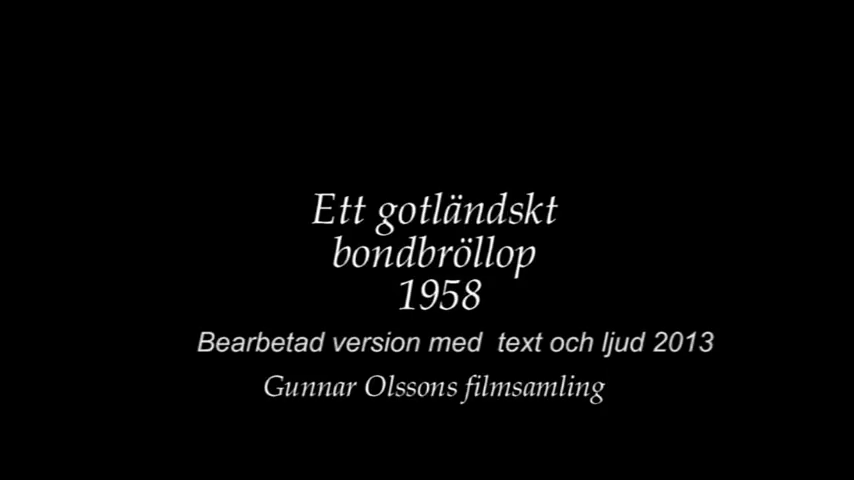 Ett gotländskt
bondbröllop
1958
Bearbetad version med text och ljud 2013
Gunnar Olssons filmsamling